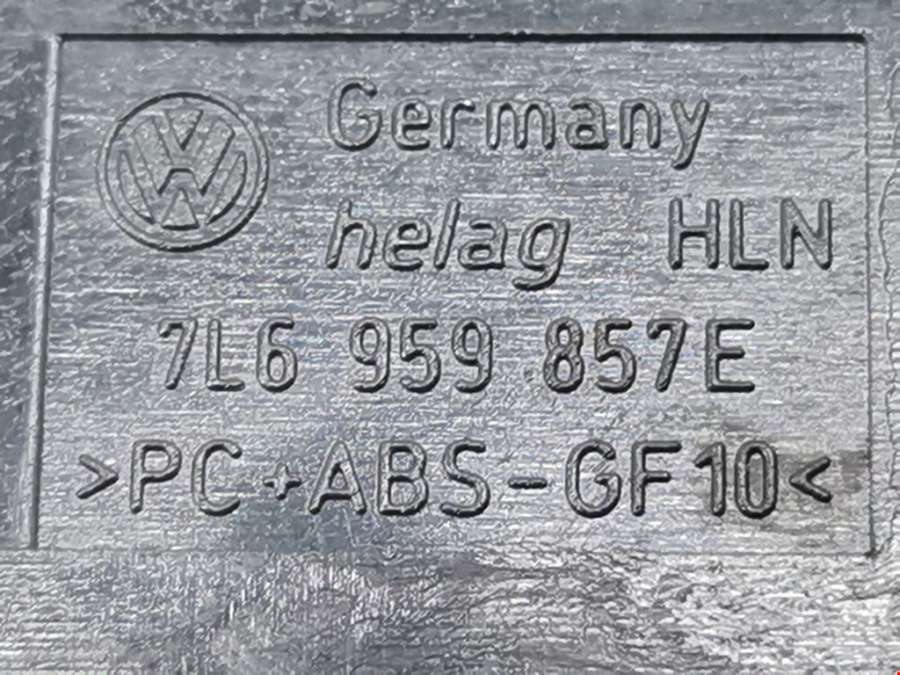 Germany
helag HLN
7L6 959 857E
>PC+ABS-GF10<